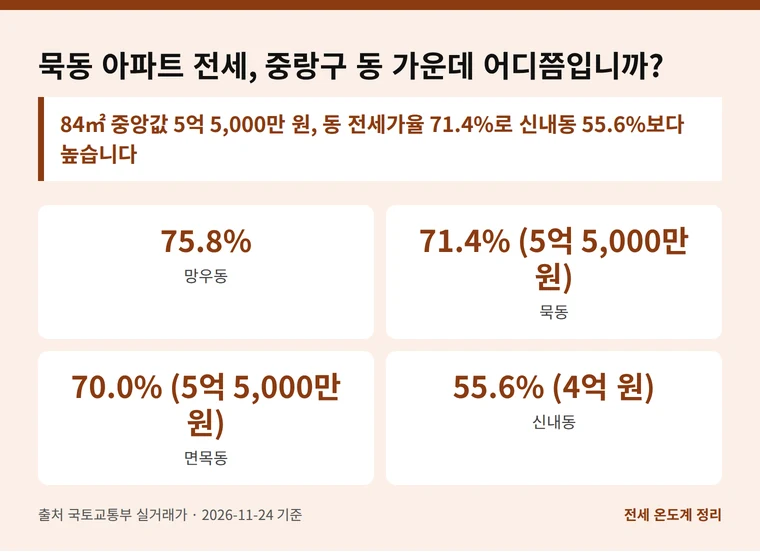 묵동 아파트 전세, 중랑구 동 가운데 어디쯤입니까?
84㎡ 중앙값 5억 5,000만 원, 동 전세가율 71.4%로 신내동 55.6%보다
높습니다
75.8%
망우동
71.4% (5억 5,000만
원)
묵동
70.0% (5억 5,000만
원)
면목동
55.6% (4억 원)
신내동
출처 국토교통부 실거래가 · 2026-11-24 기준
전세 온도계 정리